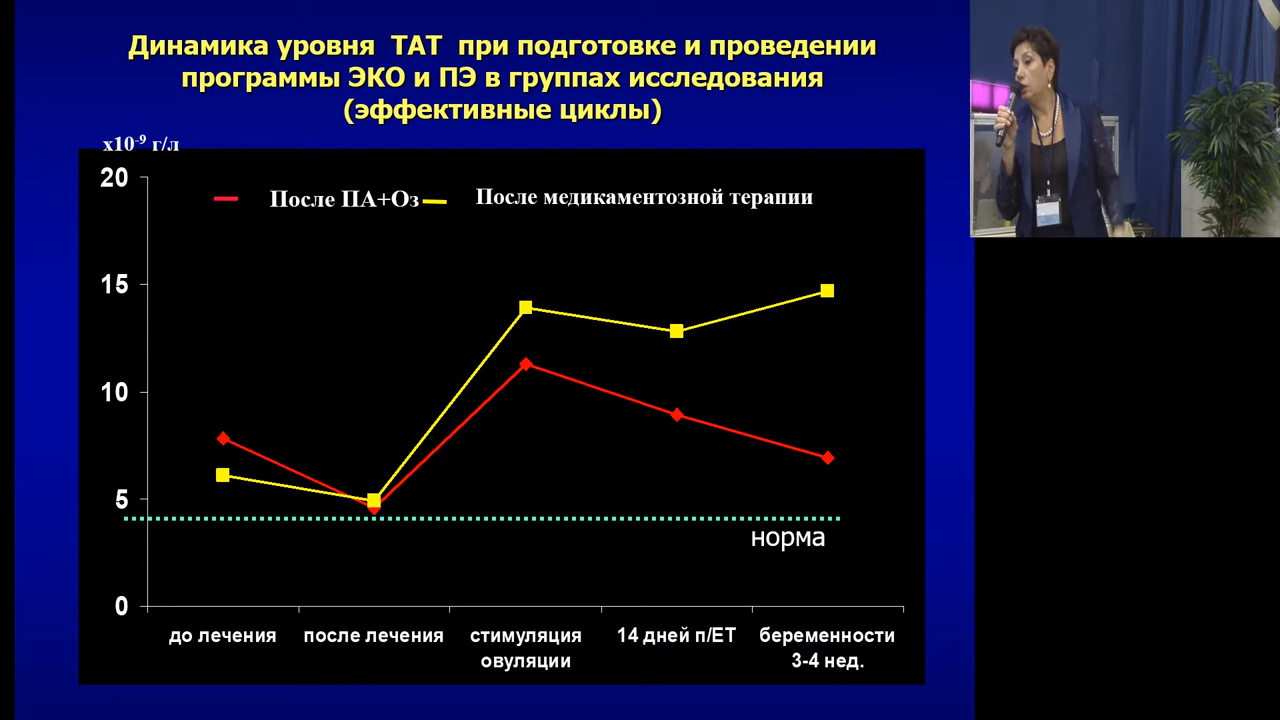 Динамика уровня ТАТ при подготовке и проведении
программы ЭКО и ПЭ в группах исследования
(эффективные циклы)
х10-9 г/л
20
После ПА+Оз
После медикаментозной терапии
15
10
5
норма
0
до лечения
после лечения
стимуляция
овуляции
14 дней п/ЕТ
беременности
3-4 нед.